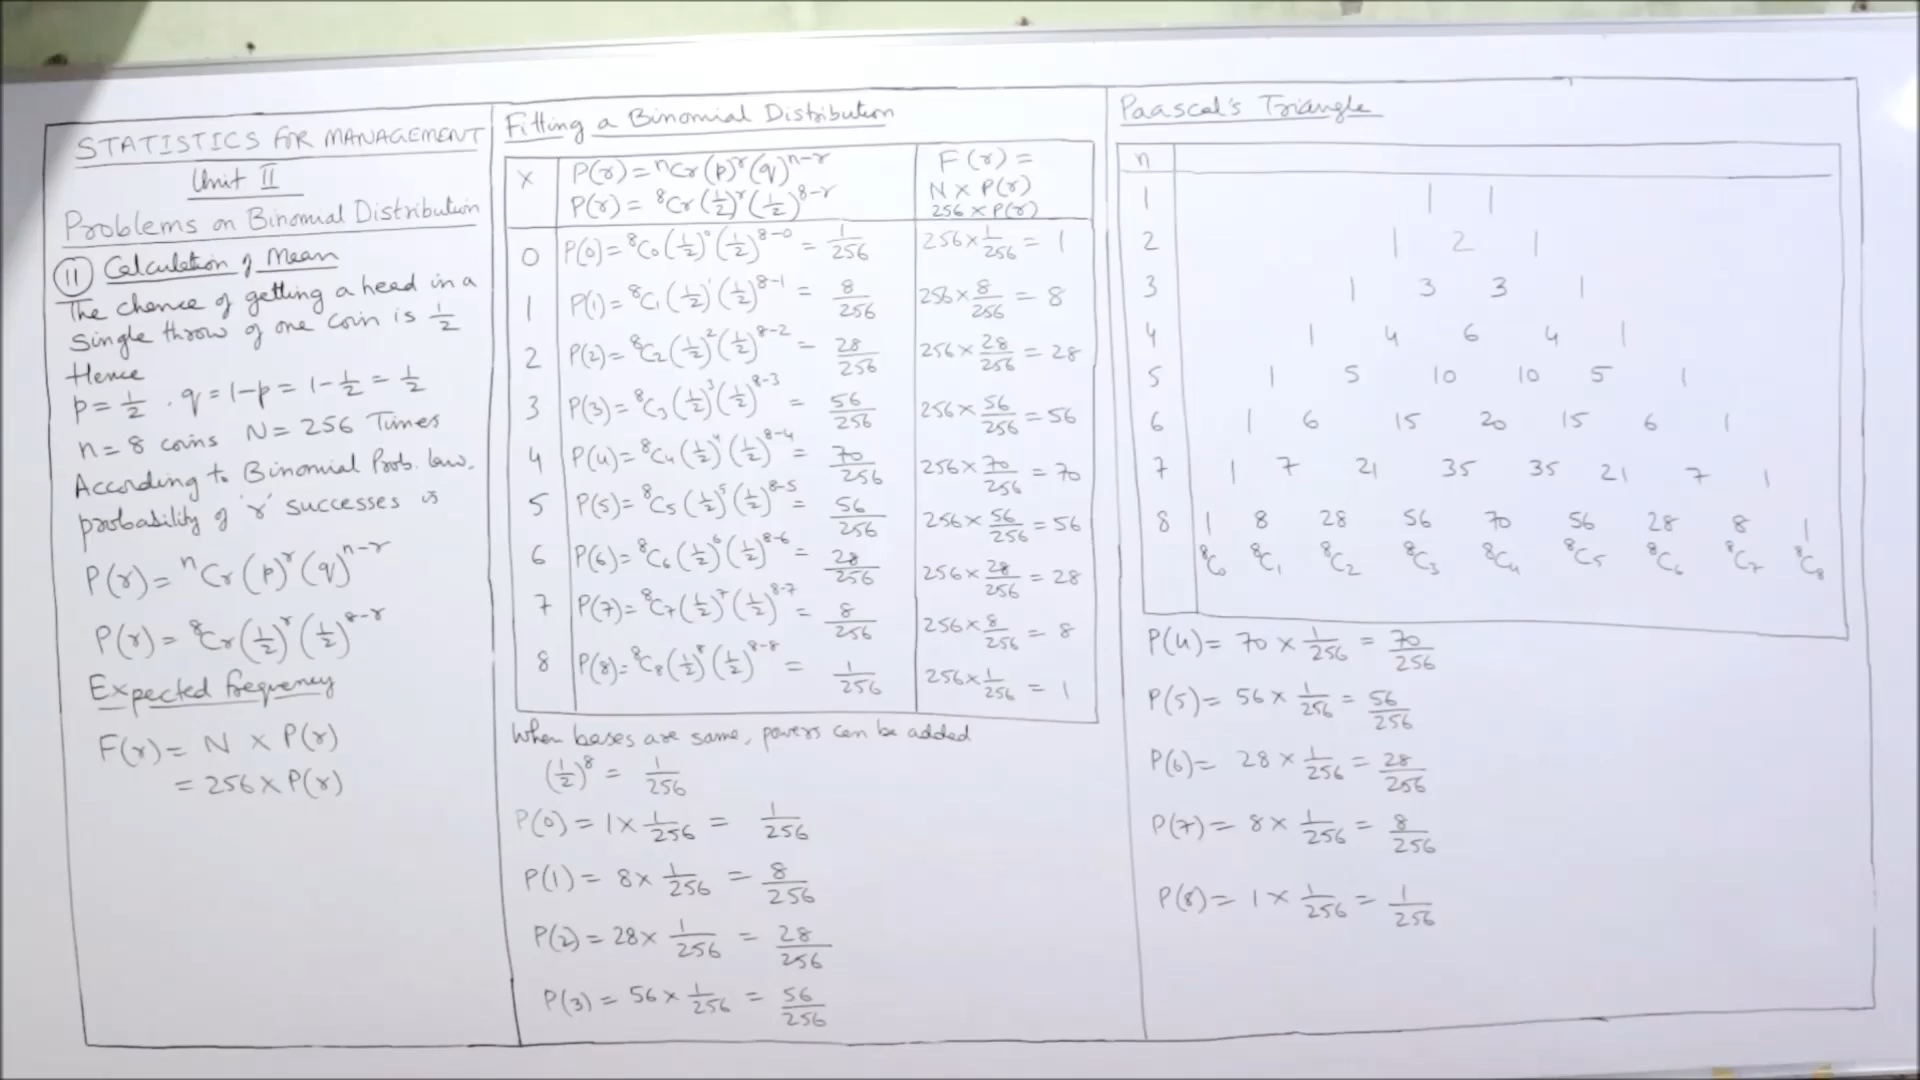 STATISTICS FOR MANAGEMENT
Unit II
Problems on Binomial Distribution
(11) Calculation of Mean
The chance of getting a head in a
single throw of one coin is 1/2
Hence
p = 1/2 . q = 1-p = 1-1/2 = 1/2
n = 8 coins N = 256 Times
According to Binomial Prob. law,
probability of 'r' successes is
P(r) = ⁿCr (p)^r (q)^(n-r)
P(r) = ⁸Cr (1/2)^r (1/2)^(8-r)
Expected frequency
F(r) = N × P(r)
= 256 × P(r)
Fitting a Binomial Distribution
X P(r) = ⁿCr (p)^r (q)^(n-r) F(r) =
N × P(r)
P(r) = ⁸Cr (1/2)^r (1/2)^(8-r) 256 × P(r)
0 P(0) = ⁸C₀ (1/2)^0 (1/2)^(8-0) = 1/256 256 × 1/256 = 1
1 P(1) = ⁸C₁ (1/2)^1 (1/2)^(8-1) = 8/256 256 × 8/256 = 8
2 P(2) = ⁸C₂ (1/2)^2 (1/2)^(8-2) = 28/256 256 × 28/256 = 28
3 P(3) = ⁸C₃ (1/2)^3 (1/2)^(8-3) = 56/256 256 × 56/256 = 56
4 P(4) = ⁸C₄ (1/2)^4 (1/2)^(8-4) = 70/256 256 × 70/256 = 70
5 P(5) = ⁸C₅ (1/2)^5 (1/2)^(8-5) = 56/256 256 × 56/256 = 56
6 P(6) = ⁸C₆ (1/2)^6 (1/2)^(8-6) = 28/256 256 × 28/256 = 28
7 P(7) = ⁸C₇ (1/2)^7 (1/2)^(8-7) = 8/256 256 × 8/256 = 8
8 P(8) = ⁸C₈ (1/2)^8 (1/2)^(8-8) = 1/256 256 × 1/256 = 1
When bases are same, powers can be added
(1/2)^8 = 1/256
P(0) = 1 × 1/256 = 1/256
P(1) = 8 × 1/256 = 8/256
P(2) = 28 × 1/256 = 28/256
P(3) = 56 × 1/256 = 56/256
Paascal's Triangle
n
1 1 1
2 1 2 1
3 1 3 3 1
4 1 4 6 4 1
5 1 5 10 10 5 1
6 1 6 15 20 15 6 1
7 1 7 21 35 35 21 7 1
8 1 8 28 56 70 56 28 8 1
⁸C₀ ⁸C₁ ⁸C₂ ⁸C₃ ⁸C₄ ⁸C₅ ⁸C₆ ⁸C₇ ⁸C₈
P(4) = 70 × 1/256 = 70/256
P(5) = 56 × 1/256 = 56/256
P(6) = 28 × 1/256 = 28/256
P(7) = 8 × 1/256 = 8/256
P(8) = 1 × 1/256 = 1/256